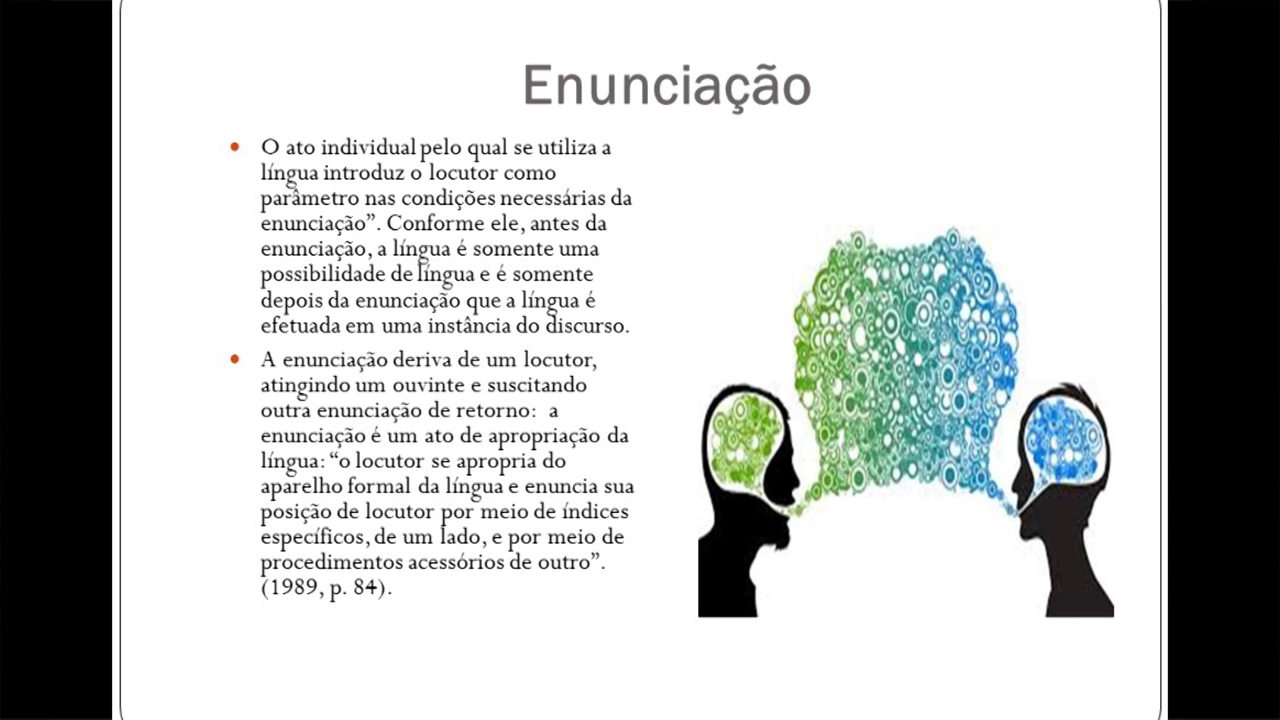 Enunciação
• O ato individual pelo qual se utiliza a
língua introduz o locutor como
parâmetro nas condições necessárias da
enunciação”. Conforme ele, antes da
enunciação, a língua é somente uma
possibilidade de língua e é somente
depois da enunciação que a língua é
efetuada em uma instância do discurso.
• A enunciação deriva de um locutor,
atingindo um ouvinte e suscitando
outra enunciação de retorno: a
enunciação é um ato de apropriação da
língua: “o locutor se apropria do
aparelho formal da língua e enuncia sua
posição de locutor por meio de índices
específicos, de um lado, e por meio de
procedimentos acessórios de outro”.
(1989, p. 84).